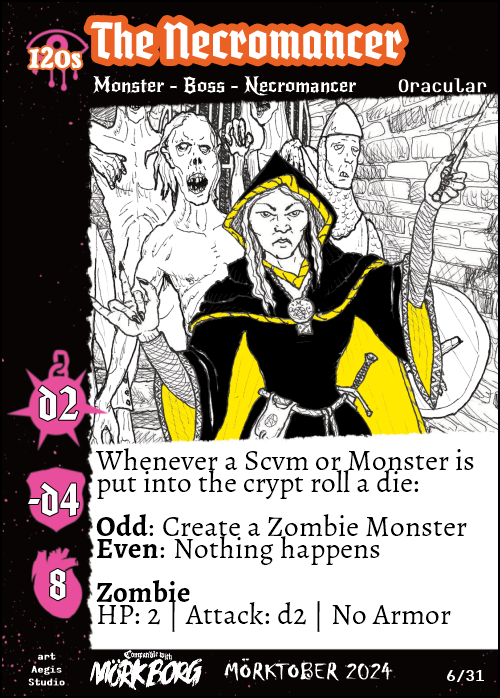 120s
The Necromancer
Monster - Boss - Necromancer
Oracular
2
d2
-d4
8
Whenever a Scvm or Monster is
put into the crypt roll a die:
Odd: Create a Zombie Monster
Even: Nothing happens
Zombie
HP: 2 | Attack: d2 | No Armor
art
Aegis
Studio
Compatible with
MÖRK BORG
MÖRKTOBER 2024
6/31